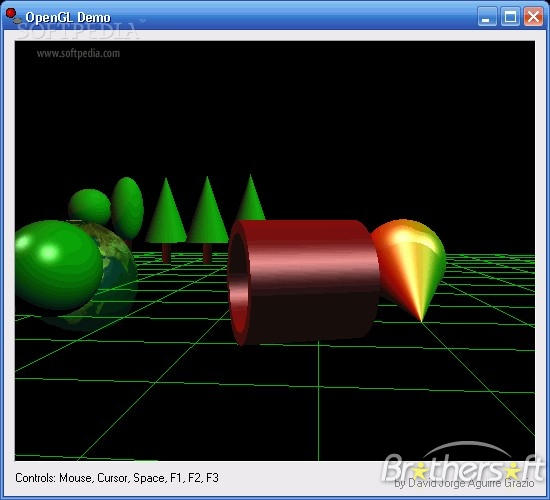 OpenGL Demo
SOFTPEDIA
www.softpedia.com
Controls: Mouse, Cursor, Space, F1, F2, F3
Brothersoft
by David Jorge Aguirre Grazio